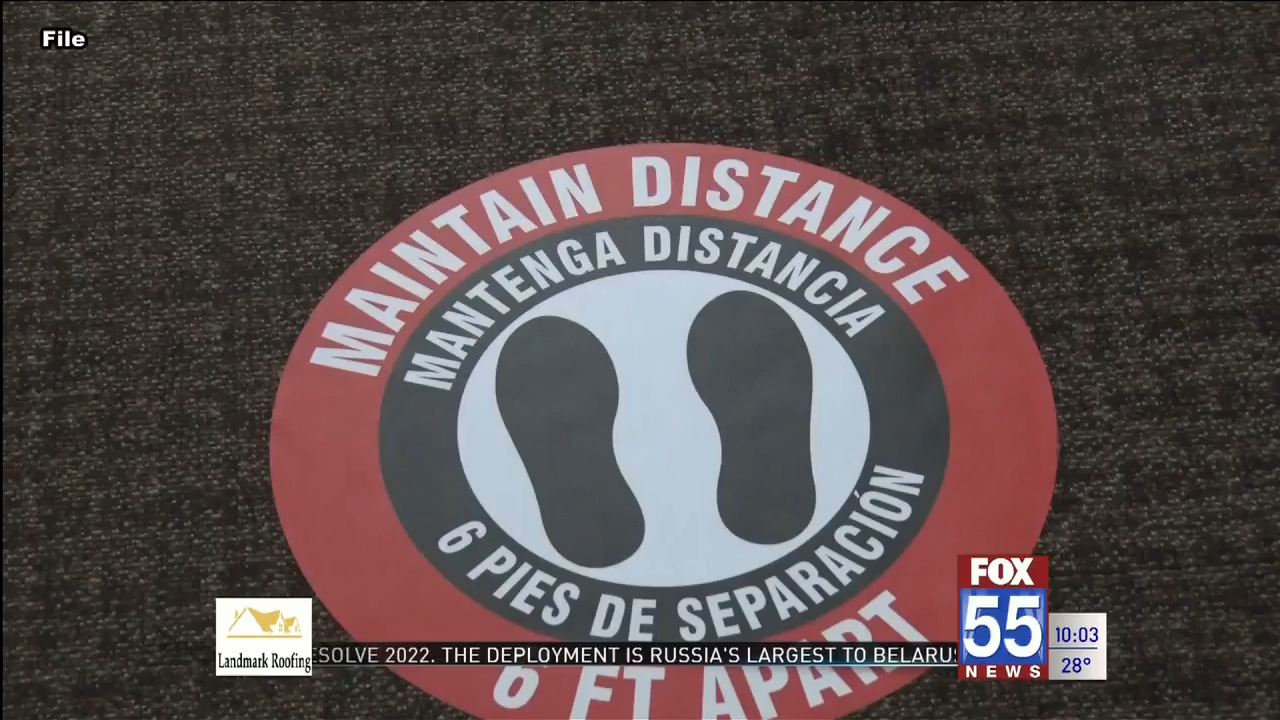 File
MAINTAIN DISTANCE
MANTENGA DISTANCIA
6 PIES DE SEPARACIÓN
6 FT APART
Landmark Roofing
ESOLVE 2022. THE DEPLOYMENT IS RUSSIA'S LARGEST TO BELARUS
FOX
55
NEWS
10:03
28°